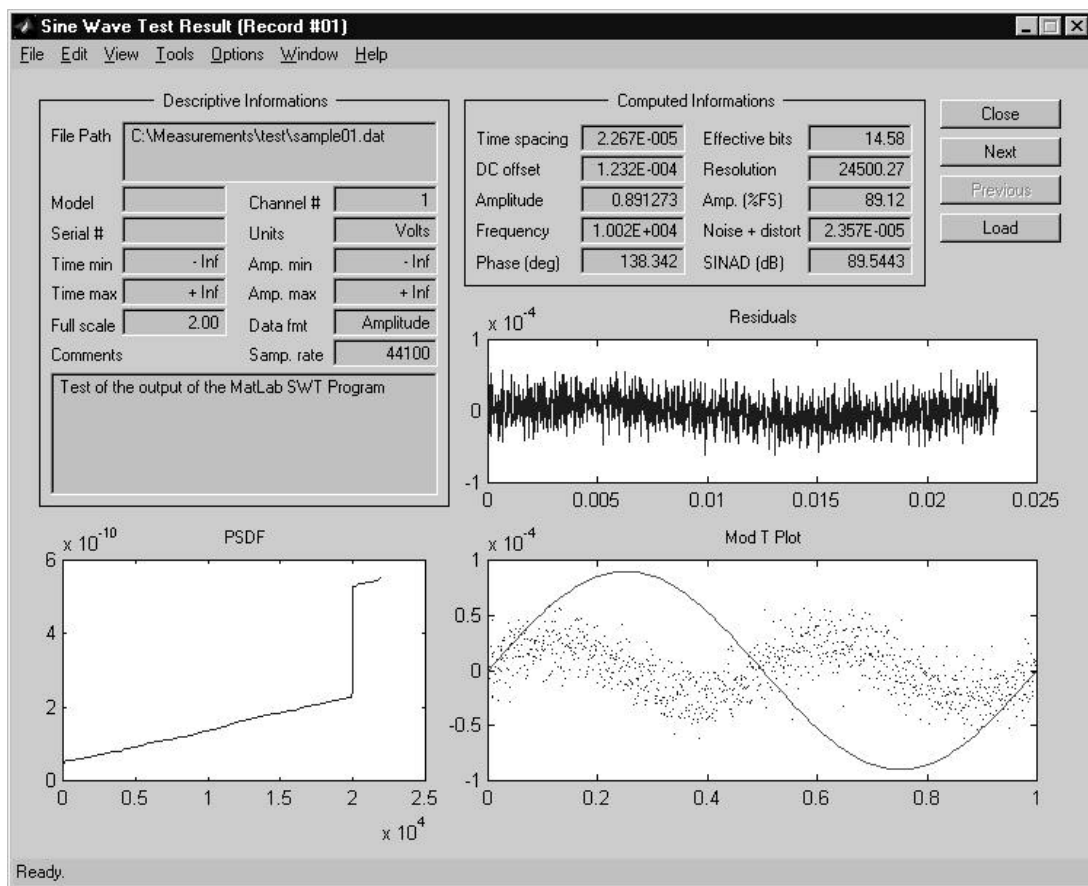 Sine Wave Test Result (Record #01)
File Edit View Tools Options Window Help
Descriptive Informations
File Path C:\Measurements\test\sample01.dat
Model Channel # 1
Serial # Units Volts
Time min - Inf Amp. min - Inf
Time max + Inf Amp. max + Inf
Full scale 2.00 Data fmt Amplitude
Comments Samp. rate 44100
Test of the output of the MatLab SWT Program
Computed Informations
Time spacing 2.267E-005 Effective bits 14.58
DC offset 1.232E-004 Resolution 24500.27
Amplitude 0.891273 Amp. (%FS) 89.12
Frequency 1.002E+004 Noise + distort 2.357E-005
Phase (deg) 138.342 SINAD (dB) 89.5443
Close
Next
Previous
Load
x 10^-4 Residuals
1
0
-1
0 0.005 0.01 0.015 0.02 0.025
x 10^-10 PSDF
6
4
2
0
0 0.5 1 1.5 2 2.5
x 10^4
x 10^-4 Mod T Plot
1
0.5
0
-0.5
-1
0 0.2 0.4 0.6 0.8 1
Ready.